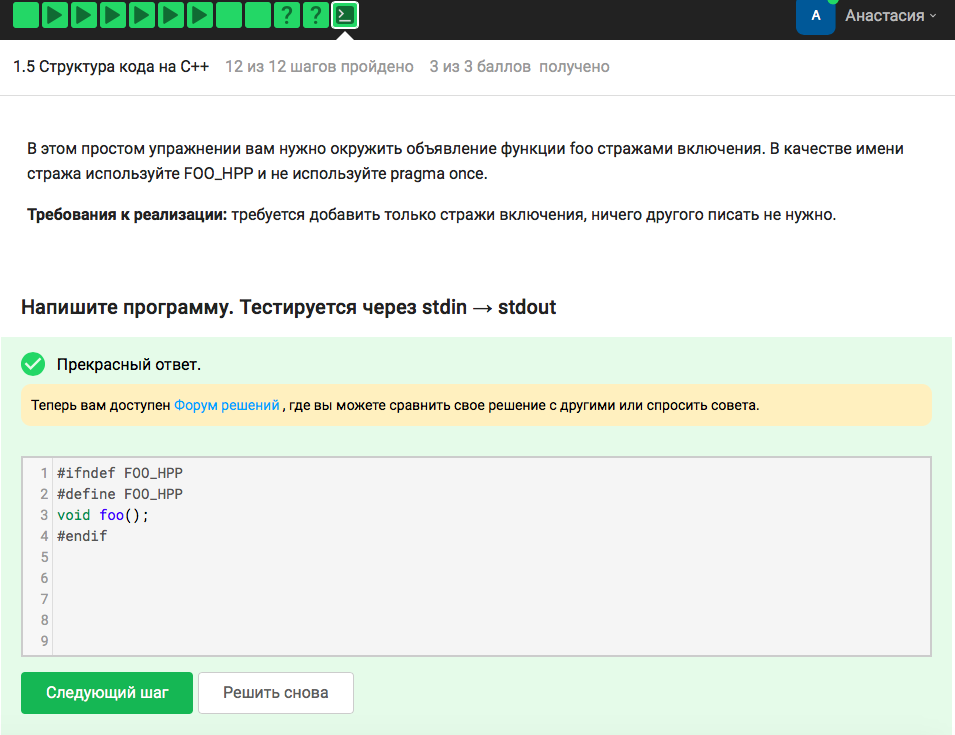 ? ?
А Анастасия
1.5 Структура кода на C++ 12 из 12 шагов пройдено 3 из 3 баллов получено
В этом простом упражнении вам нужно окружить объявление функции foo стражами включения. В качестве имени
стража используйте FOO_HPP и не используйте pragma once.
Требования к реализации: требуется добавить только стражи включения, ничего другого писать не нужно.
Напишите программу. Тестируется через stdin → stdout
Прекрасный ответ.
Теперь вам доступен Форум решений , где вы можете сравнить свое решение с другими или спросить совета.
1 #ifndef FOO_HPP
2 #define FOO_HPP
3 void foo();
4 #endif
5
6
7
8
9
Следующий шаг Решить снова